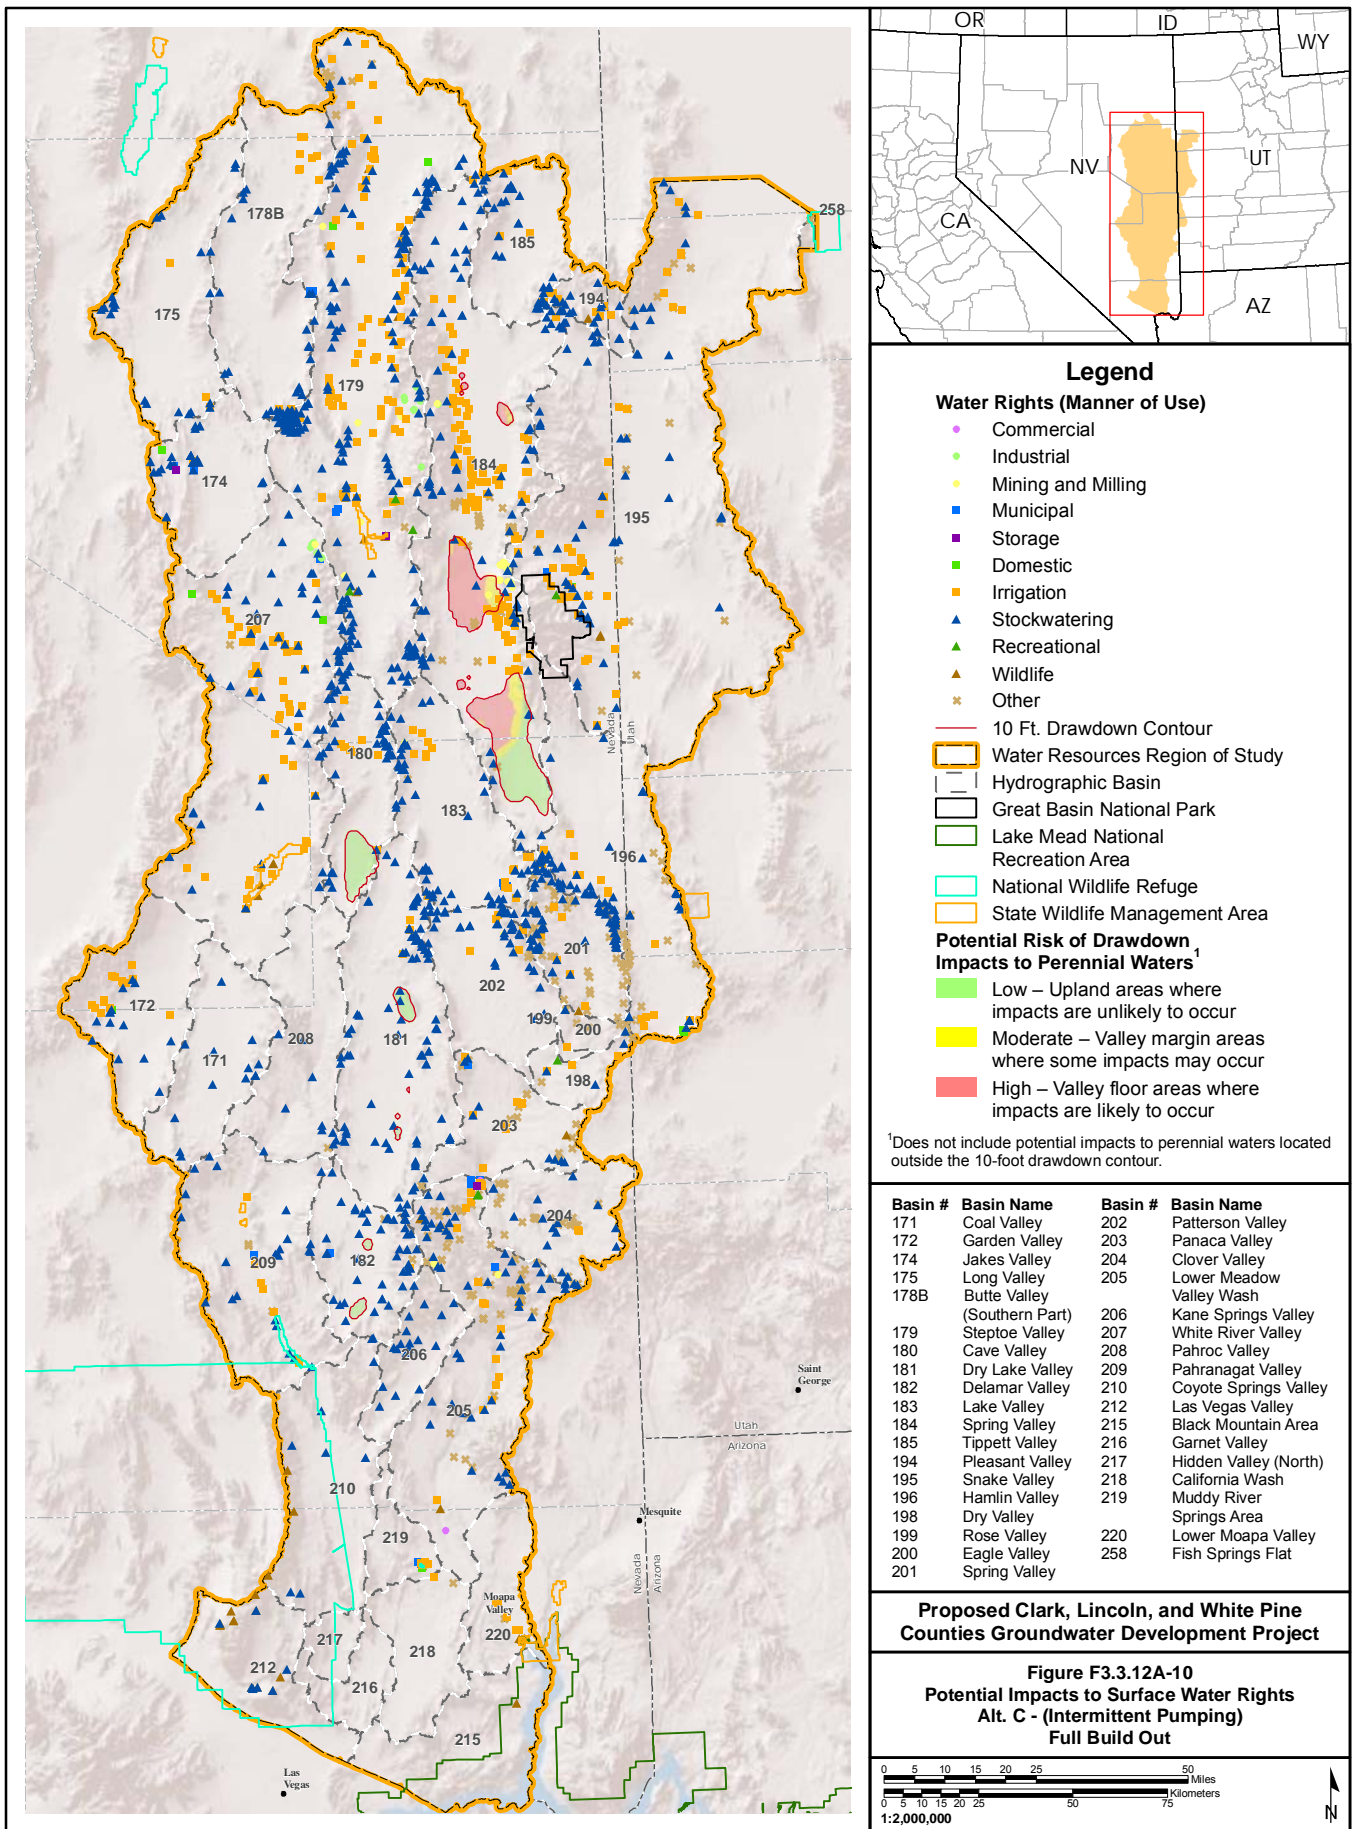 OR
ID
WY
NV
UT
CA
AZ
258
178B
185
194
175
179
184
174
195
207
Nevada
Utah
180
183
196
201
202
172
199
200
208
181
171
198
203
204
209
182
206
Saint
George
205
Utah
Arizona
210
Mesquite
219
Nevada
Arizona
Moapa
Valley
220
217
218
212
216
215
Las
Vegas
Legend
Water Rights (Manner of Use)
Commercial
Industrial
Mining and Milling
Municipal
Storage
Domestic
Irrigation
Stockwatering
Recreational
Wildlife
Other
10 Ft. Drawdown Contour
Water Resources Region of Study
Hydrographic Basin
Great Basin National Park
Lake Mead National
Recreation Area
National Wildlife Refuge
State Wildlife Management Area
Potential Risk of Drawdown
Impacts to Perennial Waters1
Low – Upland areas where
impacts are unlikely to occur
Moderate – Valley margin areas
where some impacts may occur
High – Valley floor areas where
impacts are likely to occur
1Does not include potential impacts to perennial waters located
outside the 10-foot drawdown contour.
Basin # Basin Name Basin # Basin Name
171 Coal Valley 202 Patterson Valley
172 Garden Valley 203 Panaca Valley
174 Jakes Valley 204 Clover Valley
175 Long Valley 205 Lower Meadow
178B Butte Valley Valley Wash
(Southern Part) 206 Kane Springs Valley
179 Steptoe Valley 207 White River Valley
180 Cave Valley 208 Pahroc Valley
181 Dry Lake Valley 209 Pahranagat Valley
182 Delamar Valley 210 Coyote Springs Valley
183 Lake Valley 212 Las Vegas Valley
184 Spring Valley 215 Black Mountain Area
185 Tippett Valley 216 Garnet Valley
194 Pleasant Valley 217 Hidden Valley (North)
195 Snake Valley 218 California Wash
196 Hamlin Valley 219 Muddy River
198 Dry Valley Springs Area
199 Rose Valley 220 Lower Moapa Valley
200 Eagle Valley 258 Fish Springs Flat
201 Spring Valley
Proposed Clark, Lincoln, and White Pine
Counties Groundwater Development Project
Figure F3.3.12A-10
Potential Impacts to Surface Water Rights
Alt. C - (Intermittent Pumping)
Full Build Out
0 5 10 15 20 25 50
Miles
Kilometers
0 5 10 15 20 25 50 75
1:2,000,000
N